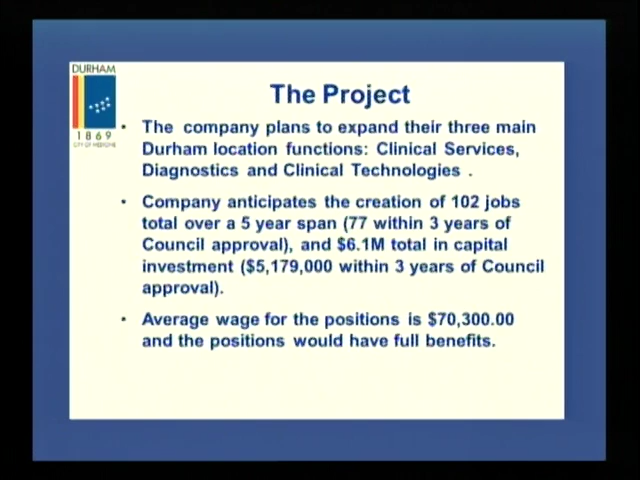 DURHAM
1869
CITY OF MEDICINE
The Project
• The company plans to expand their three main
Durham location functions: Clinical Services,
Diagnostics and Clinical Technologies .
• Company anticipates the creation of 102 jobs
total over a 5 year span (77 within 3 years of
Council approval), and $6.1M total in capital
investment ($5,179,000 within 3 years of Council
approval).
• Average wage for the positions is $70,300.00
and the positions would have full benefits.